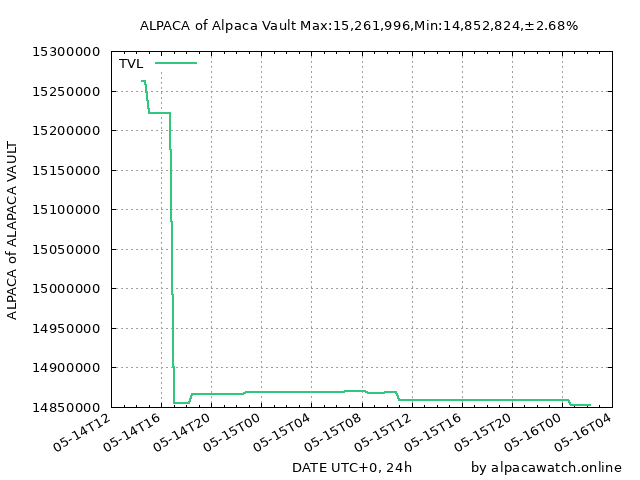 ALPACA of Alpaca Vault Max:15,261,996,Min:14,852,824,±2.68%
TVL
15300000
15250000
15200000
15150000
15100000
15050000
15000000
14950000
14900000
14850000
ALPACA of ALAPACA VAULT
05-14T12
05-14T16
05-14T20
05-15T00
05-15T04
05-15T08
05-15T12
05-15T16
05-15T20
05-16T00
05-16T04
DATE UTC+0, 24h
by alpacawatch.online